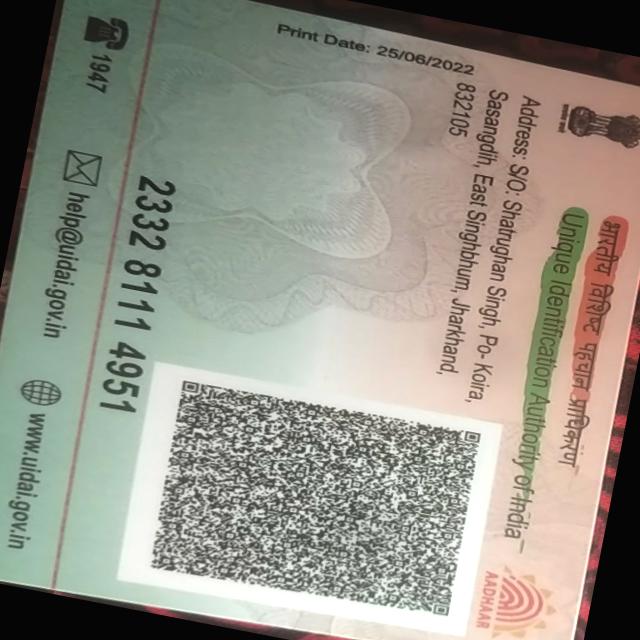 भारतीय विशिष्ट पहचान प्राधिकरण
Unique Identification Authority of India
AADHAAR
Address: S/O: Shatrughan Singh, Po- Koira,
Sasangdih, East Singhbhum, Jharkhand,
832105
Print Date: 25/06/2022
2332 8111 4951
1947
help@uidai.gov.in
www.uidai.gov.in